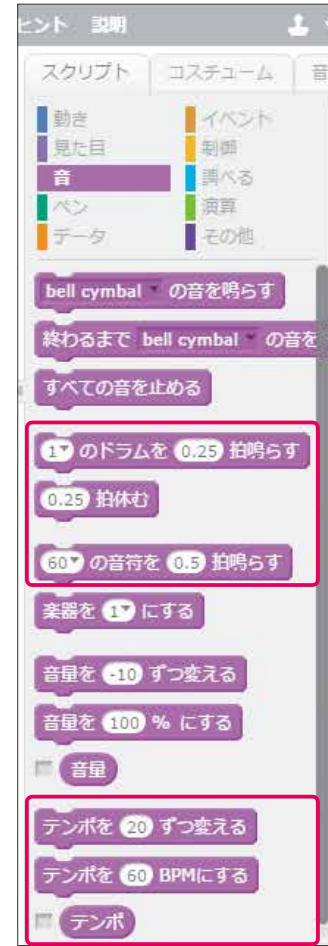 ヒント 説明
スクリプト コスチューム 音
動き イベント
見た目 制御
音 調べる
ペン 演算
データ その他
bell cymbal の音を鳴らす
終わるまで bell cymbal の音を
すべての音を止める
1 のドラムを 0.25 拍鳴らす
0.25 拍休む
60 の音符を 0.5 拍鳴らす
楽器を 1 にする
音量を -10 ずつ変える
音量を 100 % にする
音量
テンポを 20 ずつ変える
テンポを 60 BPMにする
テンポ